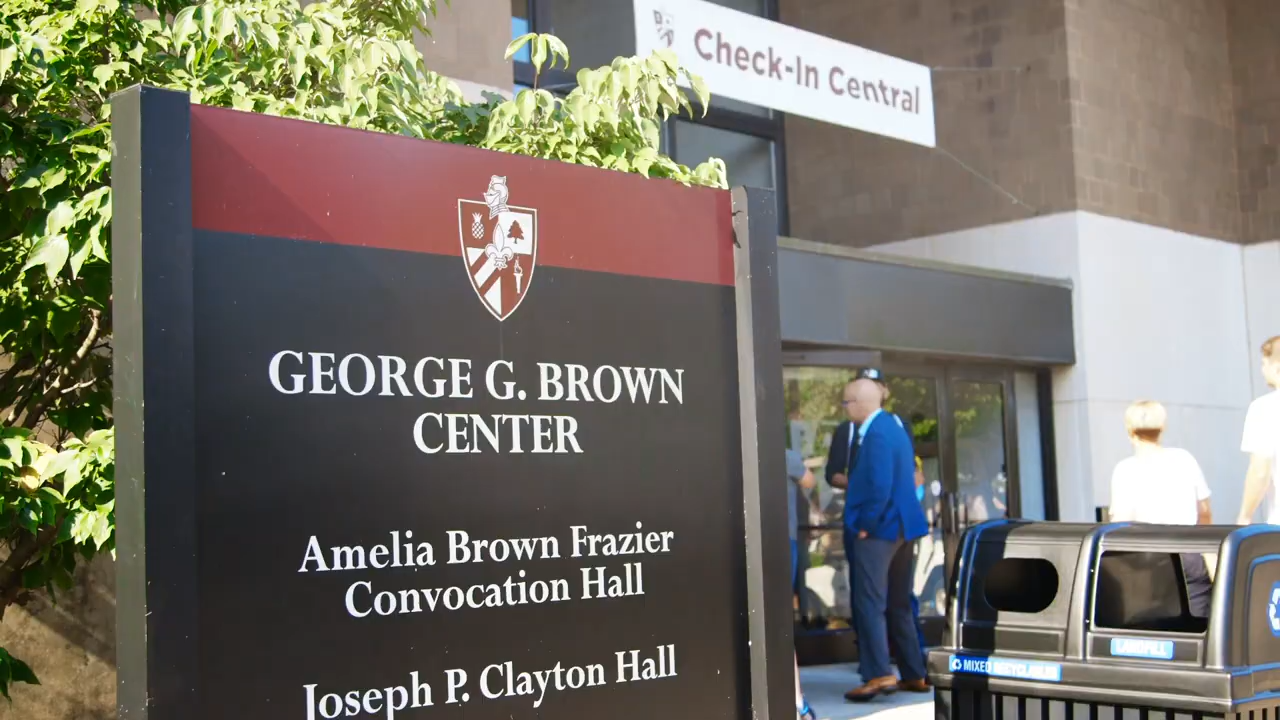 Check-In Central
GEORGE G. BROWN
CENTER
Amelia Brown Frazier
Convocation Hall
Joseph P. Clayton Hall
LANDFILL
MIXED RECYCLABLES